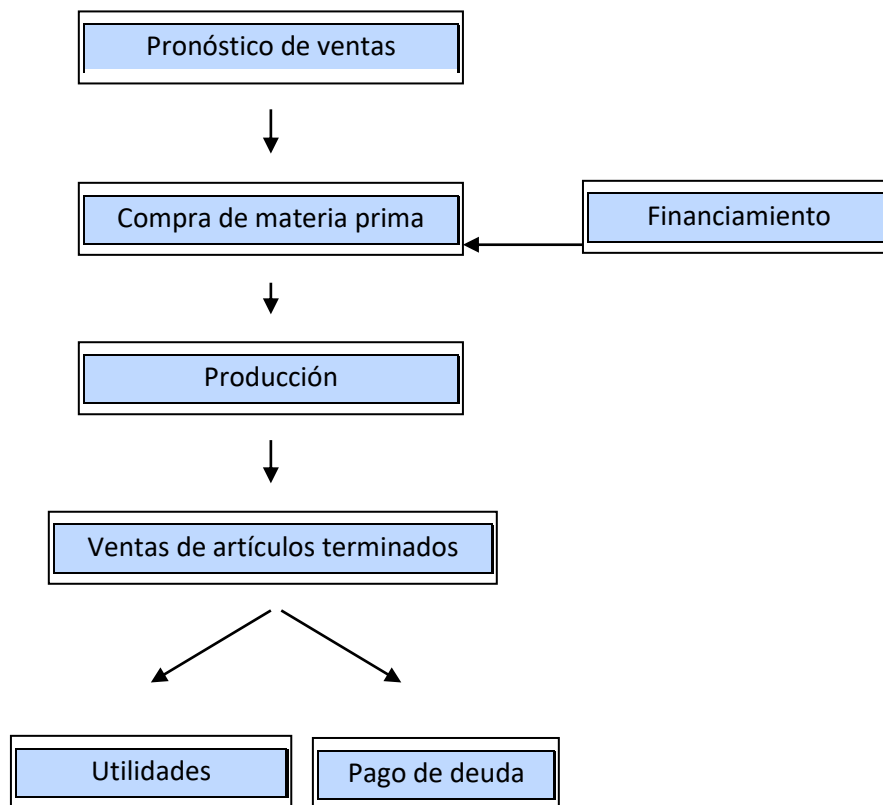 Pronóstico de ventas
Compra de materia prima
Financiamiento
Producción
Ventas de artículos terminados
Utilidades
Pago de deuda